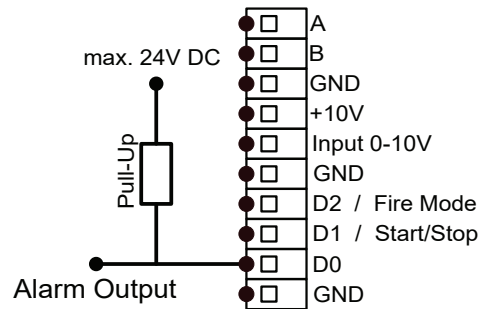 A
B
max. 24V DC
GND
+10V
Pull-Up
Input 0-10V
GND
D2 / Fire Mode
D1 / Start/Stop
D0
Alarm Output
GND